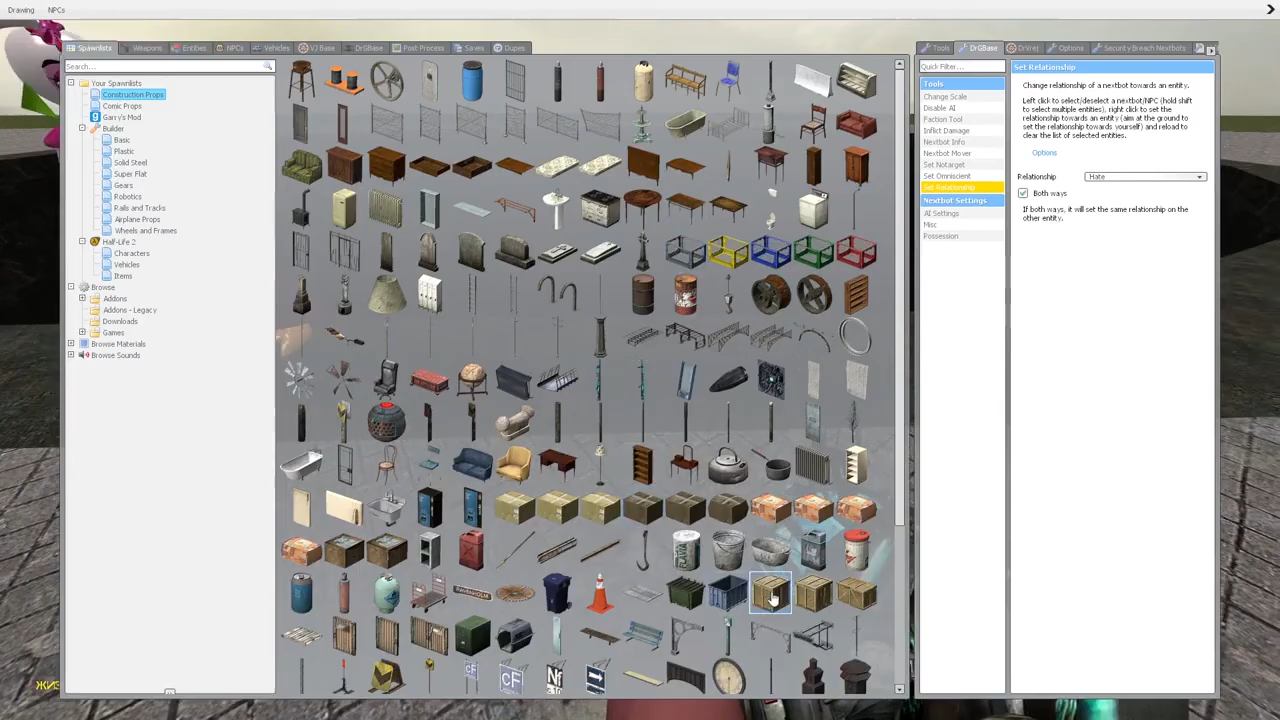 Drawing NPCs
Spawnlists Weapons Entities NPCs Vehicles VJ Base DrGBase Post Process Saves Dupes
Tools DrGBase Driver Options Security Breach Nextbots
Search...
Your Spawnlists
Construction Props
Comic Props
Garry's Mod
Builder
Basic
Plastic
Solid Steel
Super Flat
Gears
Robotics
Rails and Tracks
Airplane Props
Wheels and Frames
Half-Life 2
Characters
Vehicles
Items
Browse
Addons
Addons - Legacy
Downloads
Games
Browse Materials
Browse Sounds
Quick Filter...
Tools
Change Scale
Disable AI
Faction Tool
Inflict Damage
Nextbot Info
Nextbot Mover
Set Notarget
Set Omniscient
Set Relationship
Nextbot Settings
AI Settings
Misc
Possession
Set Relationship
Change relationship of a nextbot towards an entity.
Left click to select/deselect a nextbot/NPC (hold shift
to select multiple entities), right click to set the
relationship towards an entity (aim at the ground to
set the relationship towards yourself) and reload to
clear the list of selected entities.
Options
Relationship Hate
Both ways
If both ways, it will set the same relationship on the
other entity.
CF
CF